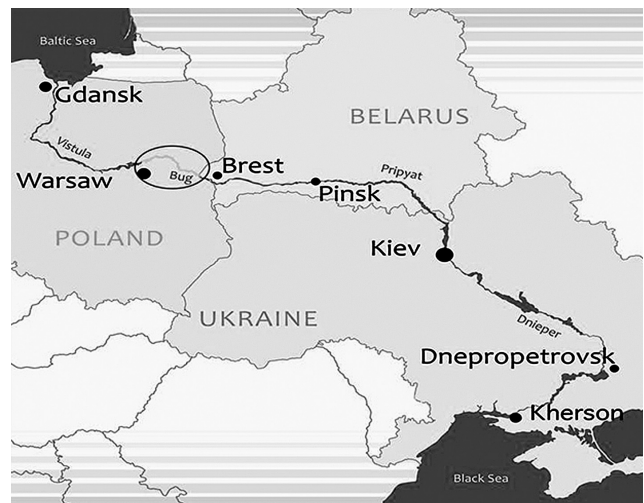 Baltic Sea
Gdansk
BELARUS
Vistula
Brest
Pripyat
Warsaw
Bug
Pinsk
POLAND
Kiev
UKRAINE
Dnieper
Dnepropetrovsk
Kherson
Black Sea